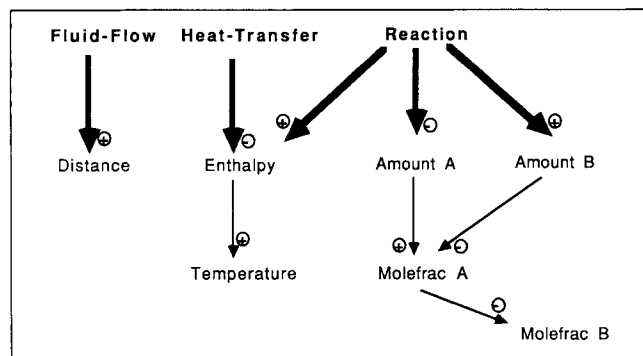 Fluid-Flow Heat-Transfer Reaction
+ - + - +
Distance Enthalpy Amount A Amount B
+ + -
Temperature Molefrac A
-
Molefrac B